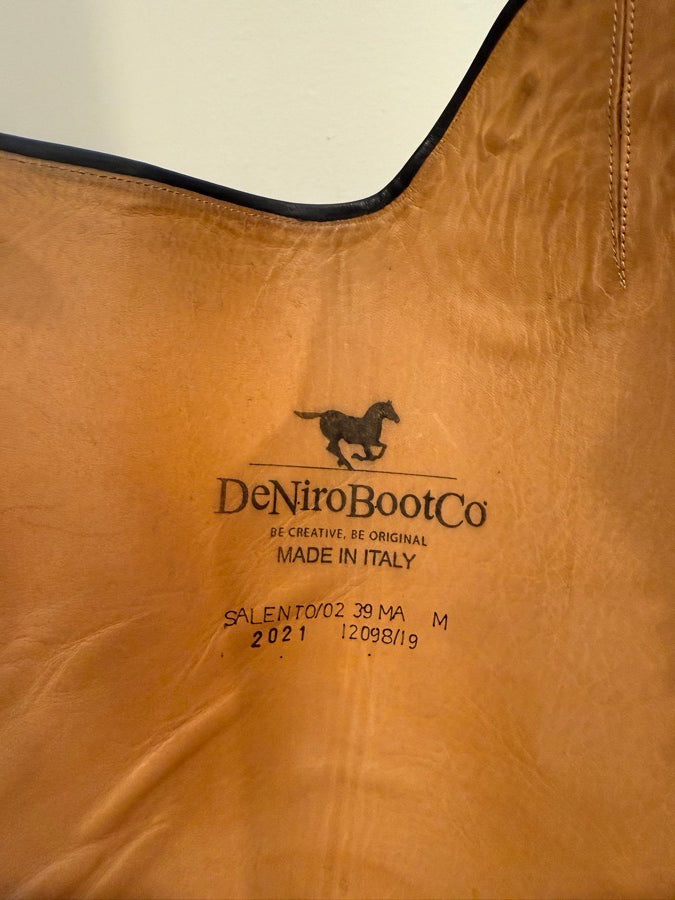 DeNiroBootCo
BE CREATIVE, BE ORIGINAL
MADE IN ITALY
SALENTO/02 39 MA M
2021 12098/19